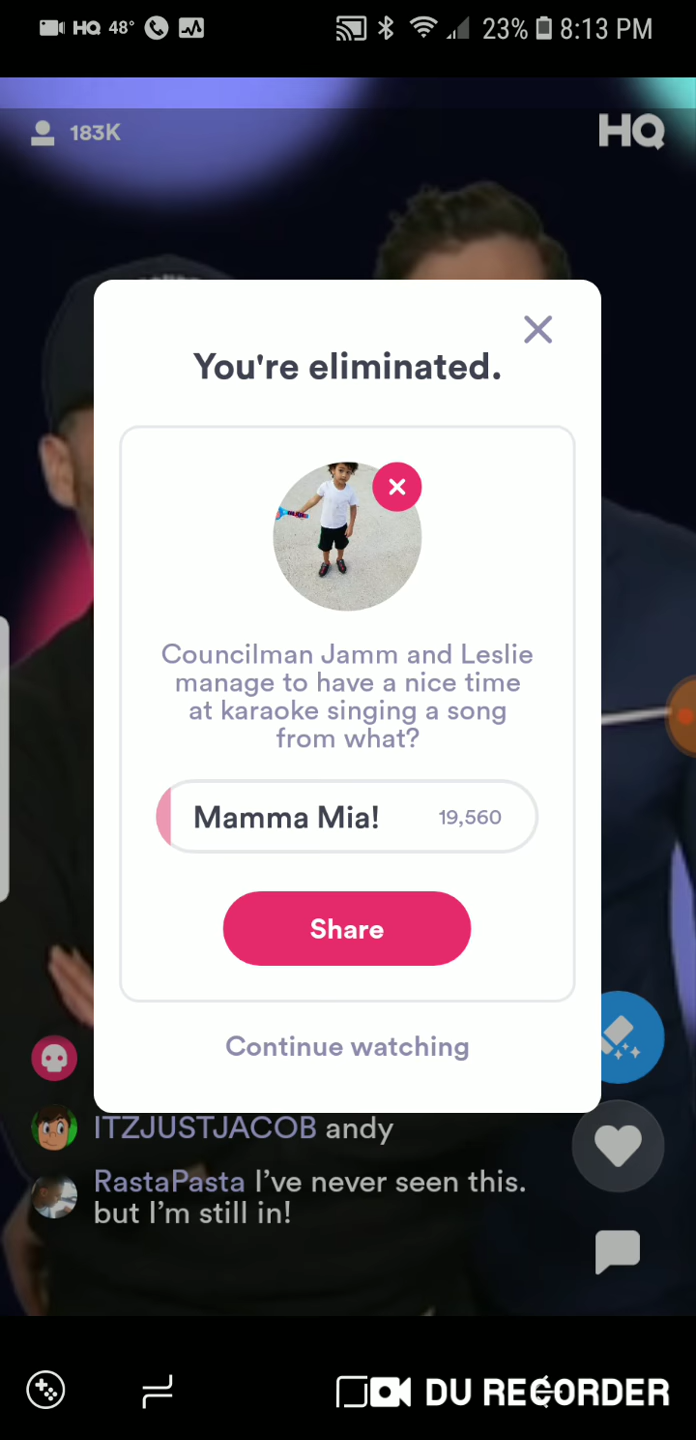 HQ 48° 23% 8:13 PM
183K
HQ
You're eliminated.
Councilman Jamm and Leslie
manage to have a nice time
at karaoke singing a song
from what?
Mamma Mia! 19,560
Share
Continue watching
ITZJUSTJACOB andy
RastaPasta I've never seen this.
but I'm still in!
DU RECORDER